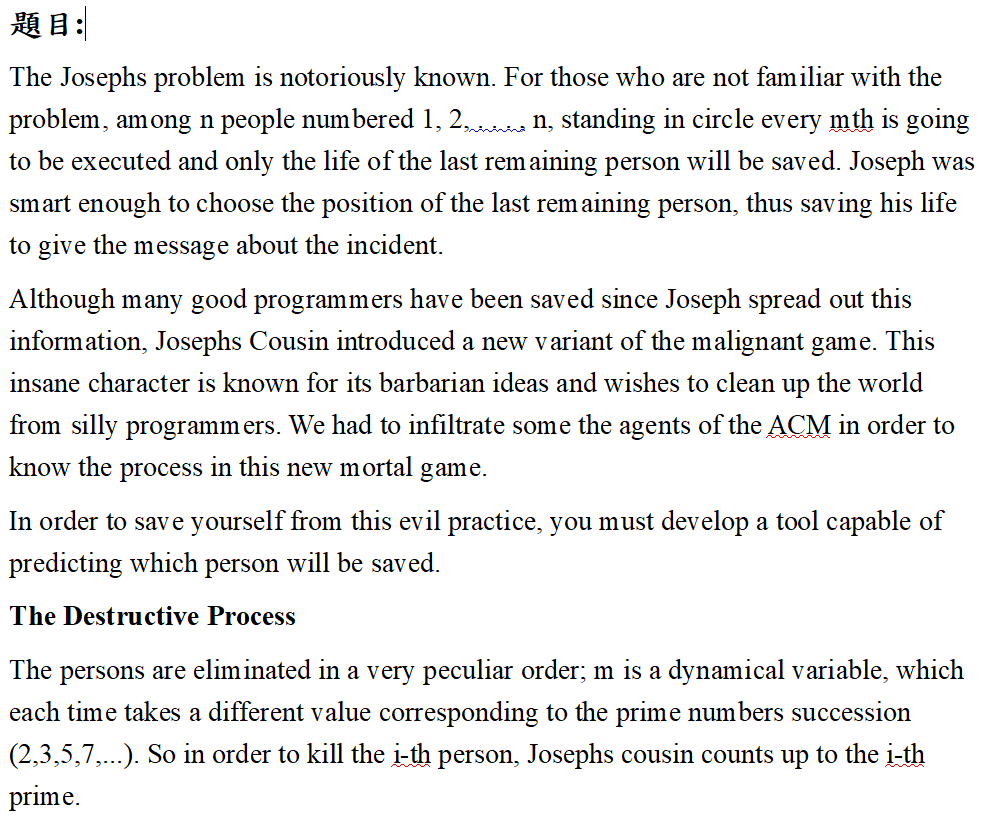 題目:
The Josephs problem is notoriously known. For those who are not familiar with the
problem, among n people numbered 1, 2,. . . . ., n, standing in circle every mth is going
to be executed and only the life of the last remaining person will be saved. Joseph was
smart enough to choose the position of the last remaining person, thus saving his life
to give the message about the incident.
Although many good programmers have been saved since Joseph spread out this
information, Josephs Cousin introduced a new variant of the malignant game. This
insane character is known for its barbarian ideas and wishes to clean up the world
from silly programmers. We had to infiltrate some the agents of the ACM in order to
know the process in this new mortal game.
In order to save yourself from this evil practice, you must develop a tool capable of
predicting which person will be saved.
The Destructive Process
The persons are eliminated in a very peculiar order; m is a dynamical variable, which
each time takes a different value corresponding to the prime numbers succession
(2,3,5,7,...). So in order to kill the i-th person, Josephs cousin counts up to the i-th
prime.